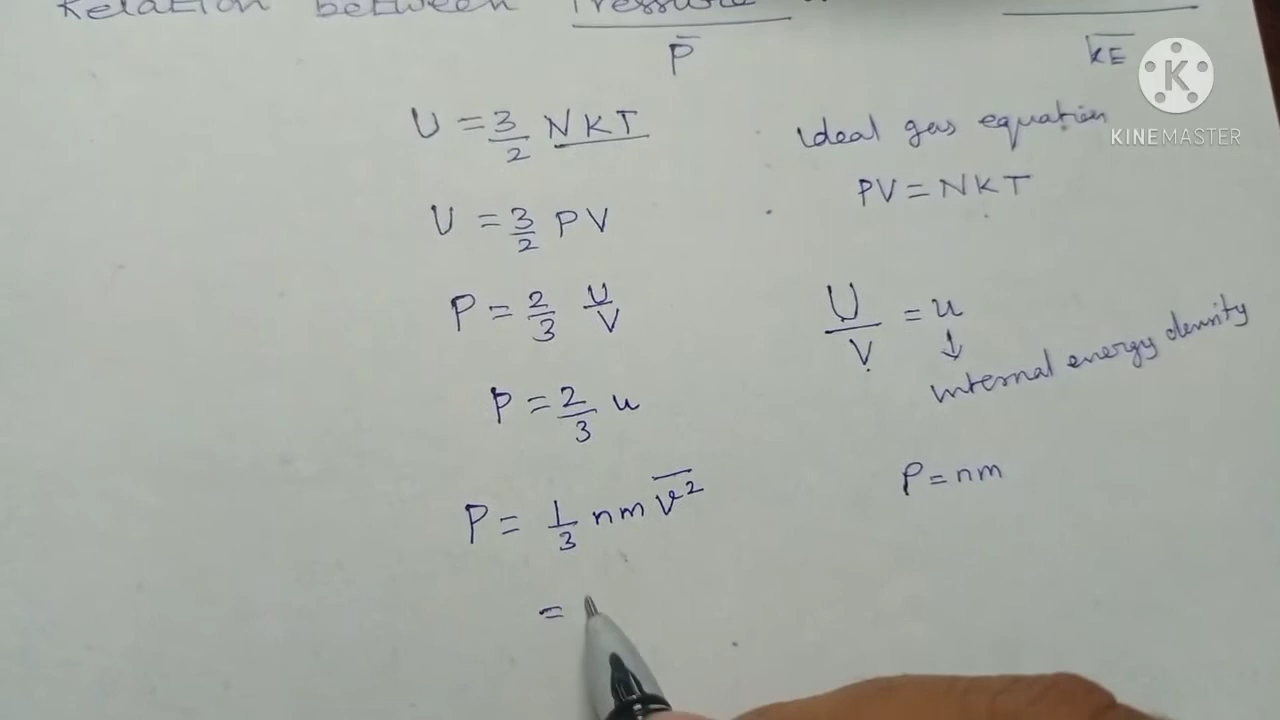 Relation between Pressure
P̄
K̄Ē
KINEMASTER
U = 3/2 NKT
ideal gas equation
PV = NKT
U = 3/2 PV
P = 2/3 U/V
U/V = u
↓
internal energy density
P = 2/3 u
P = nm
P = 1/3 nm v̄²
=